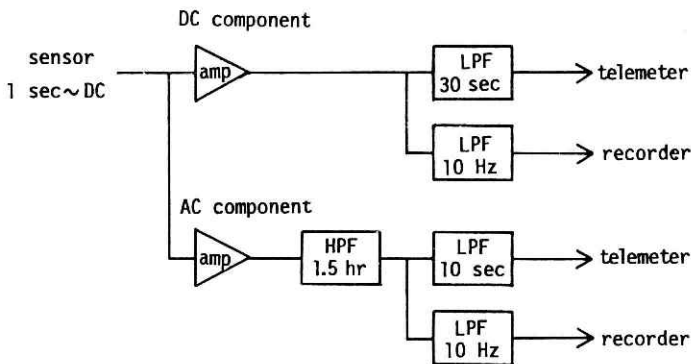 DC component
sensor
1 sec~DC
amp
LPF
30 sec
telemeter
LPF
10 Hz
recorder
AC component
amp
HPF
1.5 hr
LPF
10 sec
telemeter
LPF
10 Hz
recorder